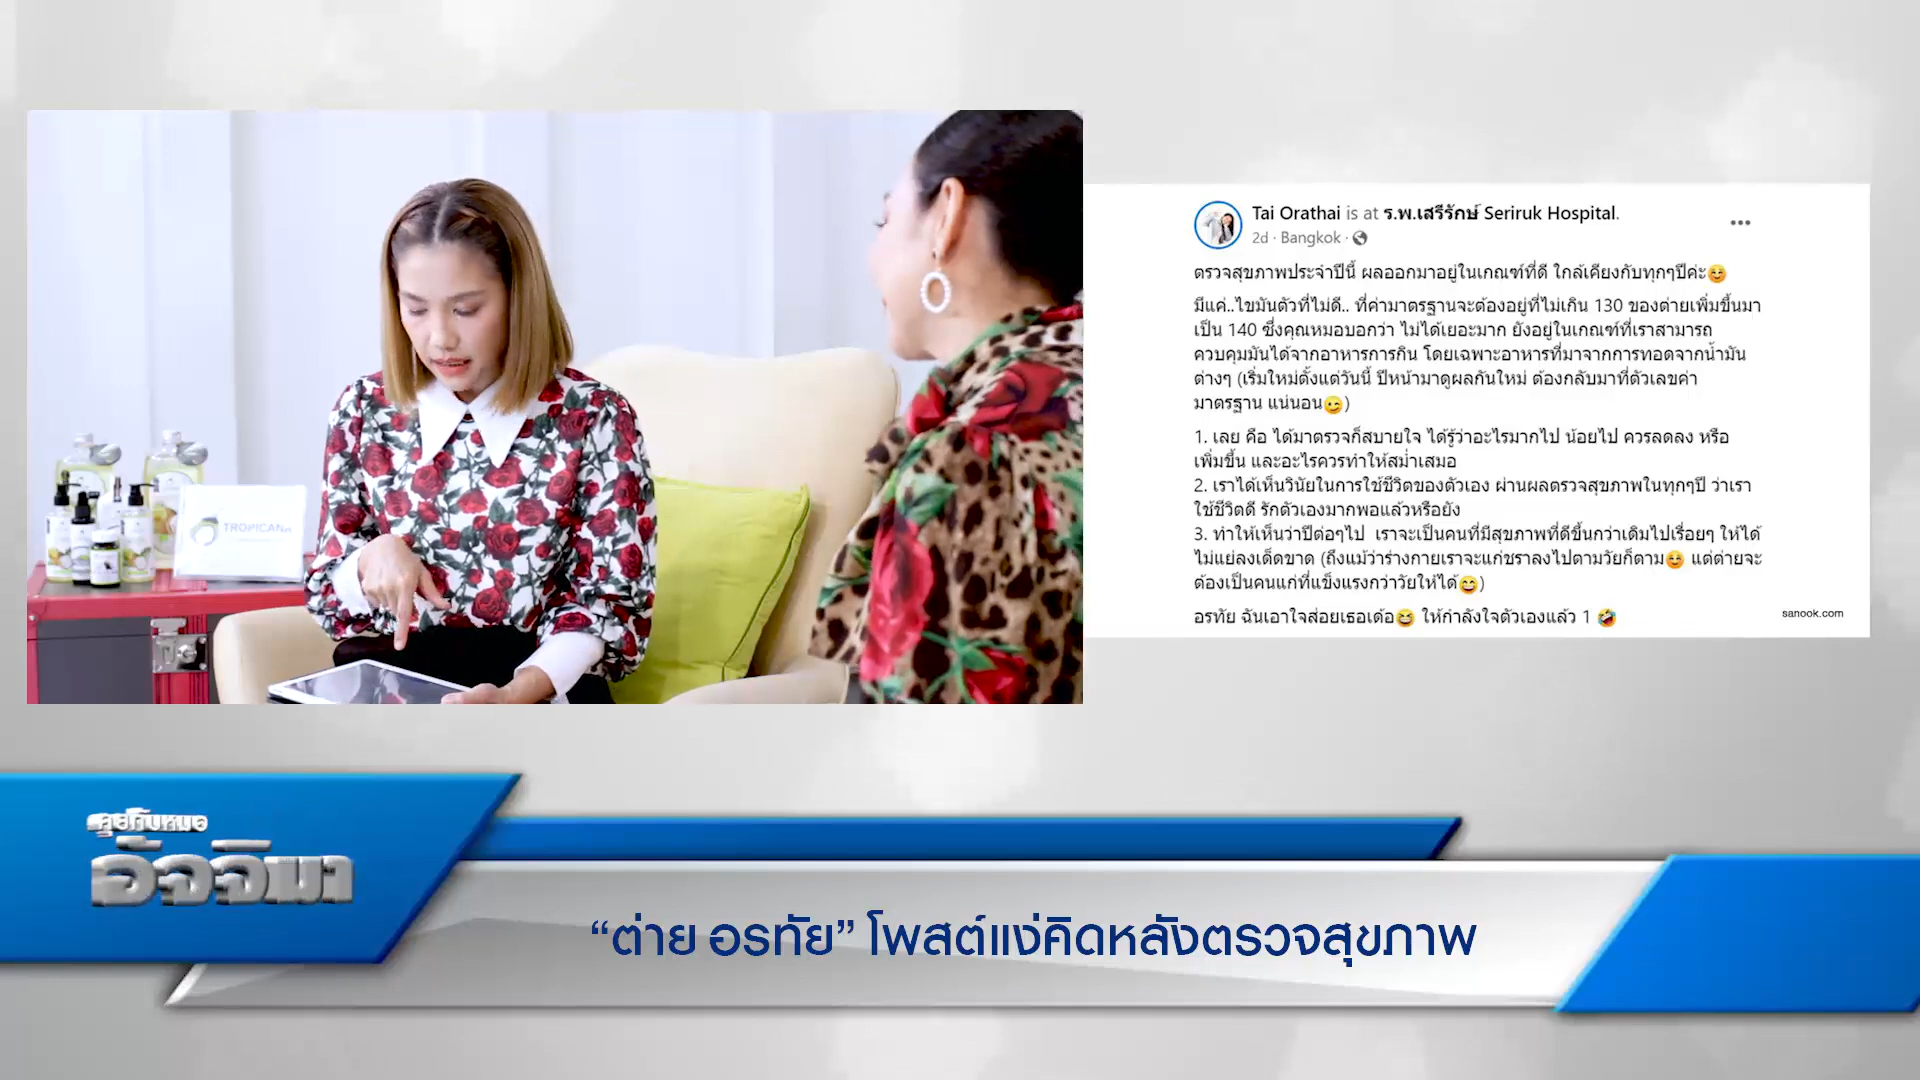 TROPICANA
Tai Orathai is at ร.พ.เสรีรักษ์ Seriruk Hospital.
2d · Bangkok ·
ตรวจสุขภาพประจำปีนี้ ผลออกมาอยู่ในเกณฑ์ที่ดี ใกล้เคียงกับทุกๆปีค่ะ😊
มีแค่..ไขมันตัวที่ไม่ดี.. ที่ค่ามาตรฐานจะต้องอยู่ที่ไม่เกิน 130 ของต่ายเพิ่มขึ้นมา
เป็น 140 ซึ่งคุณหมอบอกว่า ไม่ได้เยอะมาก ยังอยู่ในเกณฑ์ที่เราสามารถ
ควบคุมมันได้จากอาหารการกิน โดยเฉพาะอาหารที่มาจากการทอดจากน้ำมัน
ต่างๆ (เริ่มใหม่ตั้งแต่วันนี้ ปีหน้ามาดูผลกันใหม่ ต้องกลับมาที่ตัวเลขค่า
มาตรฐาน แน่นอน😉)
1. เลย คือ ได้มาตรวจก็สบายใจ ได้รู้ว่าอะไรมากไป น้อยไป ควรลดลง หรือ
เพิ่มขึ้น และอะไรควรทำให้สม่ำเสมอ
2. เราได้เห็นวินัยในการใช้ชีวิตของตัวเอง ผ่านผลตรวจสุขภาพในทุกๆปี ว่าเรา
ใช้ชีวิตดี รักตัวเองมากพอแล้วหรือยัง
3. ทำให้เห็นว่าปีต่อๆไป เราจะเป็นคนที่มีสุขภาพที่ดีขึ้นกว่าเดิมไปเรื่อยๆ ให้ได้
ไม่แย่ลงเด็ดขาด (ถึงแม้ว่าร่างกายเราจะแก่ชราลงไปตามวัยก็ตาม😊 แต่ต่ายจะ
ต้องเป็นคนแก่ที่แข็งแรงกว่าวัยให้ได้😄)
อรทัย ฉันเอาใจส่อยเธอเด้อ😆 ให้กำลังใจตัวเองแล้ว 1 🤣
sanook.com
คุยกับหมอ
อัจจิมา
“ต่าย อรทัย” โพสต์แง่คิดหลังตรวจสุขภาพ